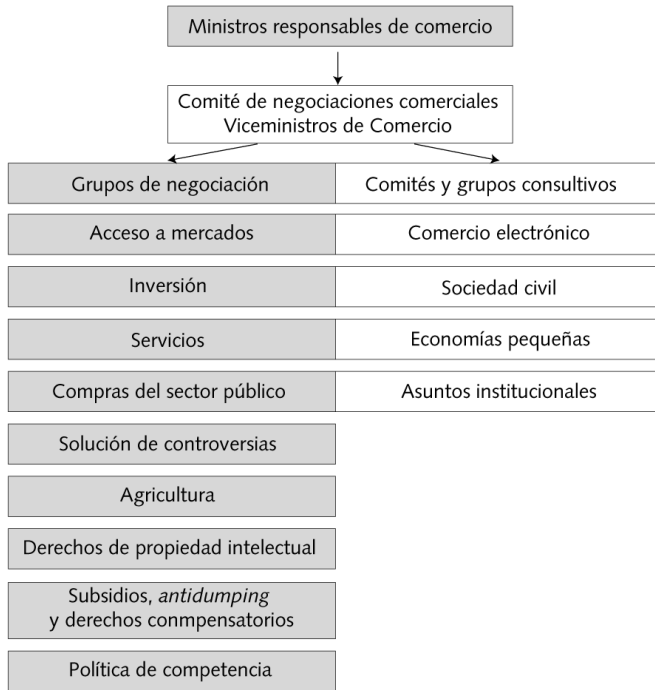 Ministros responsables de comercio
Comité de negociaciones comerciales
Viceministros de Comercio
Grupos de negociación
Comités y grupos consultivos
Acceso a mercados
Comercio electrónico
Inversión
Sociedad civil
Servicios
Economías pequeñas
Compras del sector público
Asuntos institucionales
Solución de controversias
Agricultura
Derechos de propiedad intelectual
Subsidios, antidumping
y derechos conmpensatorios
Política de competencia